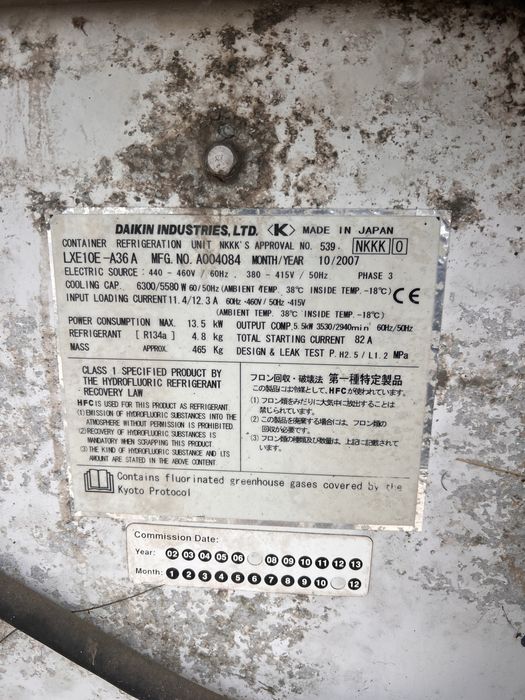 DAIKIN INDUSTRIES, LTD. <K> MADE IN JAPAN
CONTAINER REFRIGERATION UNIT NKKK'S APPROVAL NO. 539. NKKK O
LXE10E-A36A MFG. NO. A004084 MONTH/YEAR 10/2007
ELECTRIC SOURCE : 440 - 460V / 60Hz , 380 - 415V / 50Hz PHASE 3
COOLING CAP. 6300/5580 W 60/50Hz (AMBIENT TEMP. 38℃ INSIDE TEMP. -18℃) CE
INPUT LOADING CURRENT 11.4/12.3 A 60Hz -460V / 50Hz -415V
(AMBIENT TEMP. 38℃ INSIDE TEMP. -18℃)
POWER CONSUMPTION MAX. 13.5 kW OUTPUT COMP. 5.5kW 3530/2940min 60Hz/50Hz
REFRIGERANT [ R134a ] 4.8 kg TOTAL STARTING CURRENT 82 A
MASS APPROX. 465 Kg DESIGN & LEAK TEST P. H2.5 / L1.2 MPa
CLASS 1 SPECIFIED PRODUCT BY
THE HYDROFLUORIC REFRIGERANT
RECOVERY LAW
HFC IS USED FOR THIS PRODUCT AS REFRIGERANT.
(1) EMISSION OF HYDROFLUORIC SUBSTANCES INTO THE
ATMOSPHERE WITHOUT PERMISSION IS PROHIBITED.
(2) RECOVERY OF HYDROFLUORIC SUBSTANCES IS
MANDATORY WHEN SCRAPPING THIS PRODUCT.
(3) THE KIND OF HYDROFLUORIC SUBSTANCE AND ITS
AMOUNT ARE STATED IN THE ABOVE CONTENT.
フロン回収・破壊法 第一種特定製品
この製品には冷媒として、HFCが使われています。
(1) フロン類をみだりに大気中に放出することは
禁じられています。
(2) この製品を廃棄する場合には、フロン類の
回収が必要です。
(3) フロン類の種類及び数量は、上記に記載されて
います。
Contains fluorinated greenhouse gases covered by the
Kyoto Protocol
Commission Date:
Year: 02 03 04 05 06 08 09 10 11 12 13
Month: 1 2 3 4 5 6 7 8 9 10 12